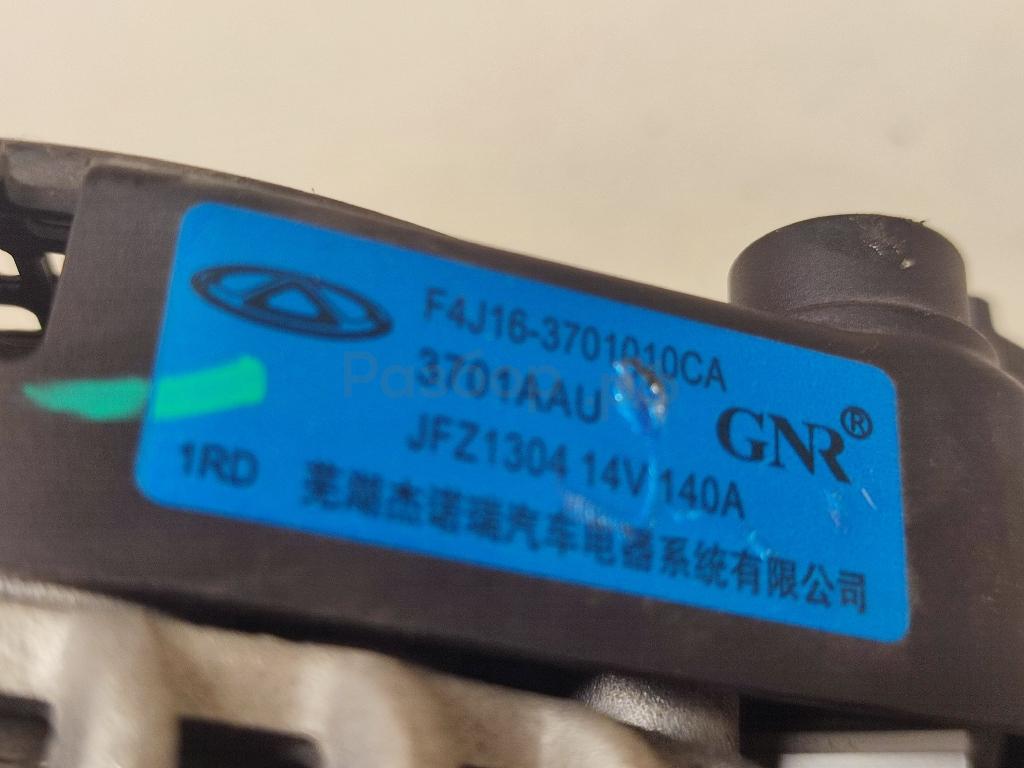 F4J16-3701010CA
3701AAU
JFZ1304 14V 140A
GNR®
1RD
芜湖杰诺瑞汽车电器系统有限公司